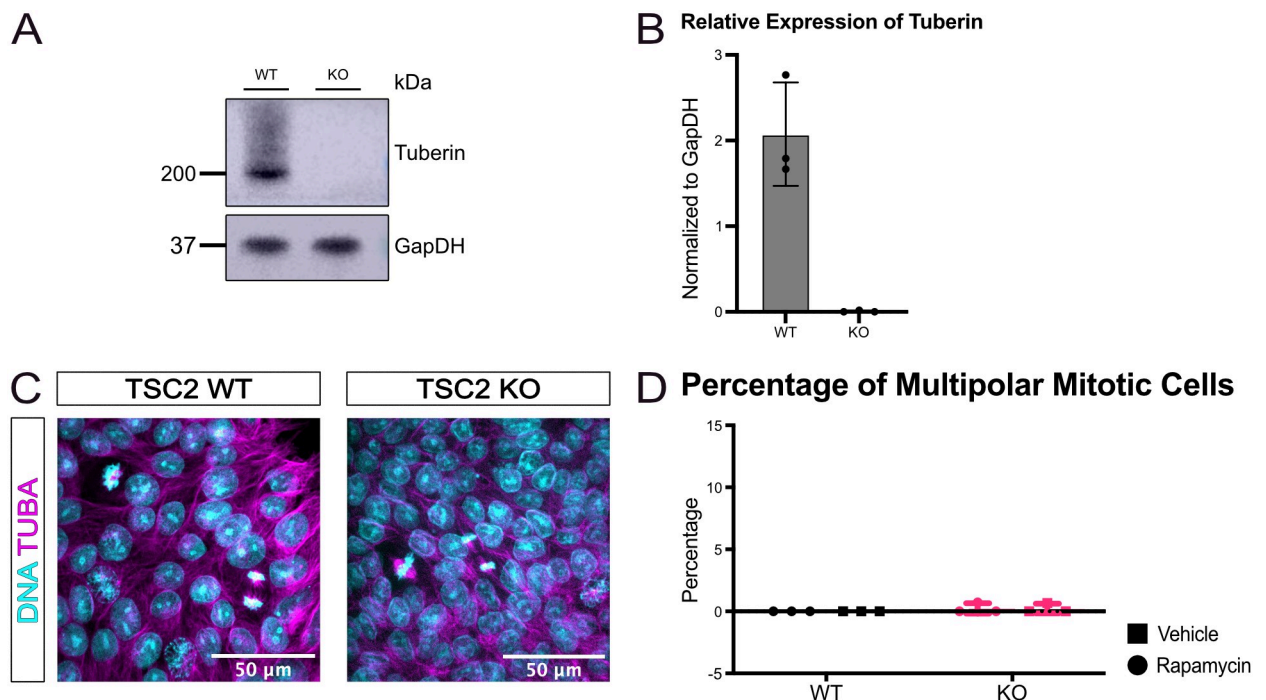 A
WT KO
kDa
Tuberin
200
37
GapDH
B
Relative Expression of Tuberin
Normalized to GapDH
3
2
1
0
WT KO
C
TSC2 WT
TSC2 KO
DNA TUBA
50 μm
50 μm
D
Percentage of Multipolar Mitotic Cells
Percentage
15
10
5
0
-5
WT KO
Vehicle
Rapamycin